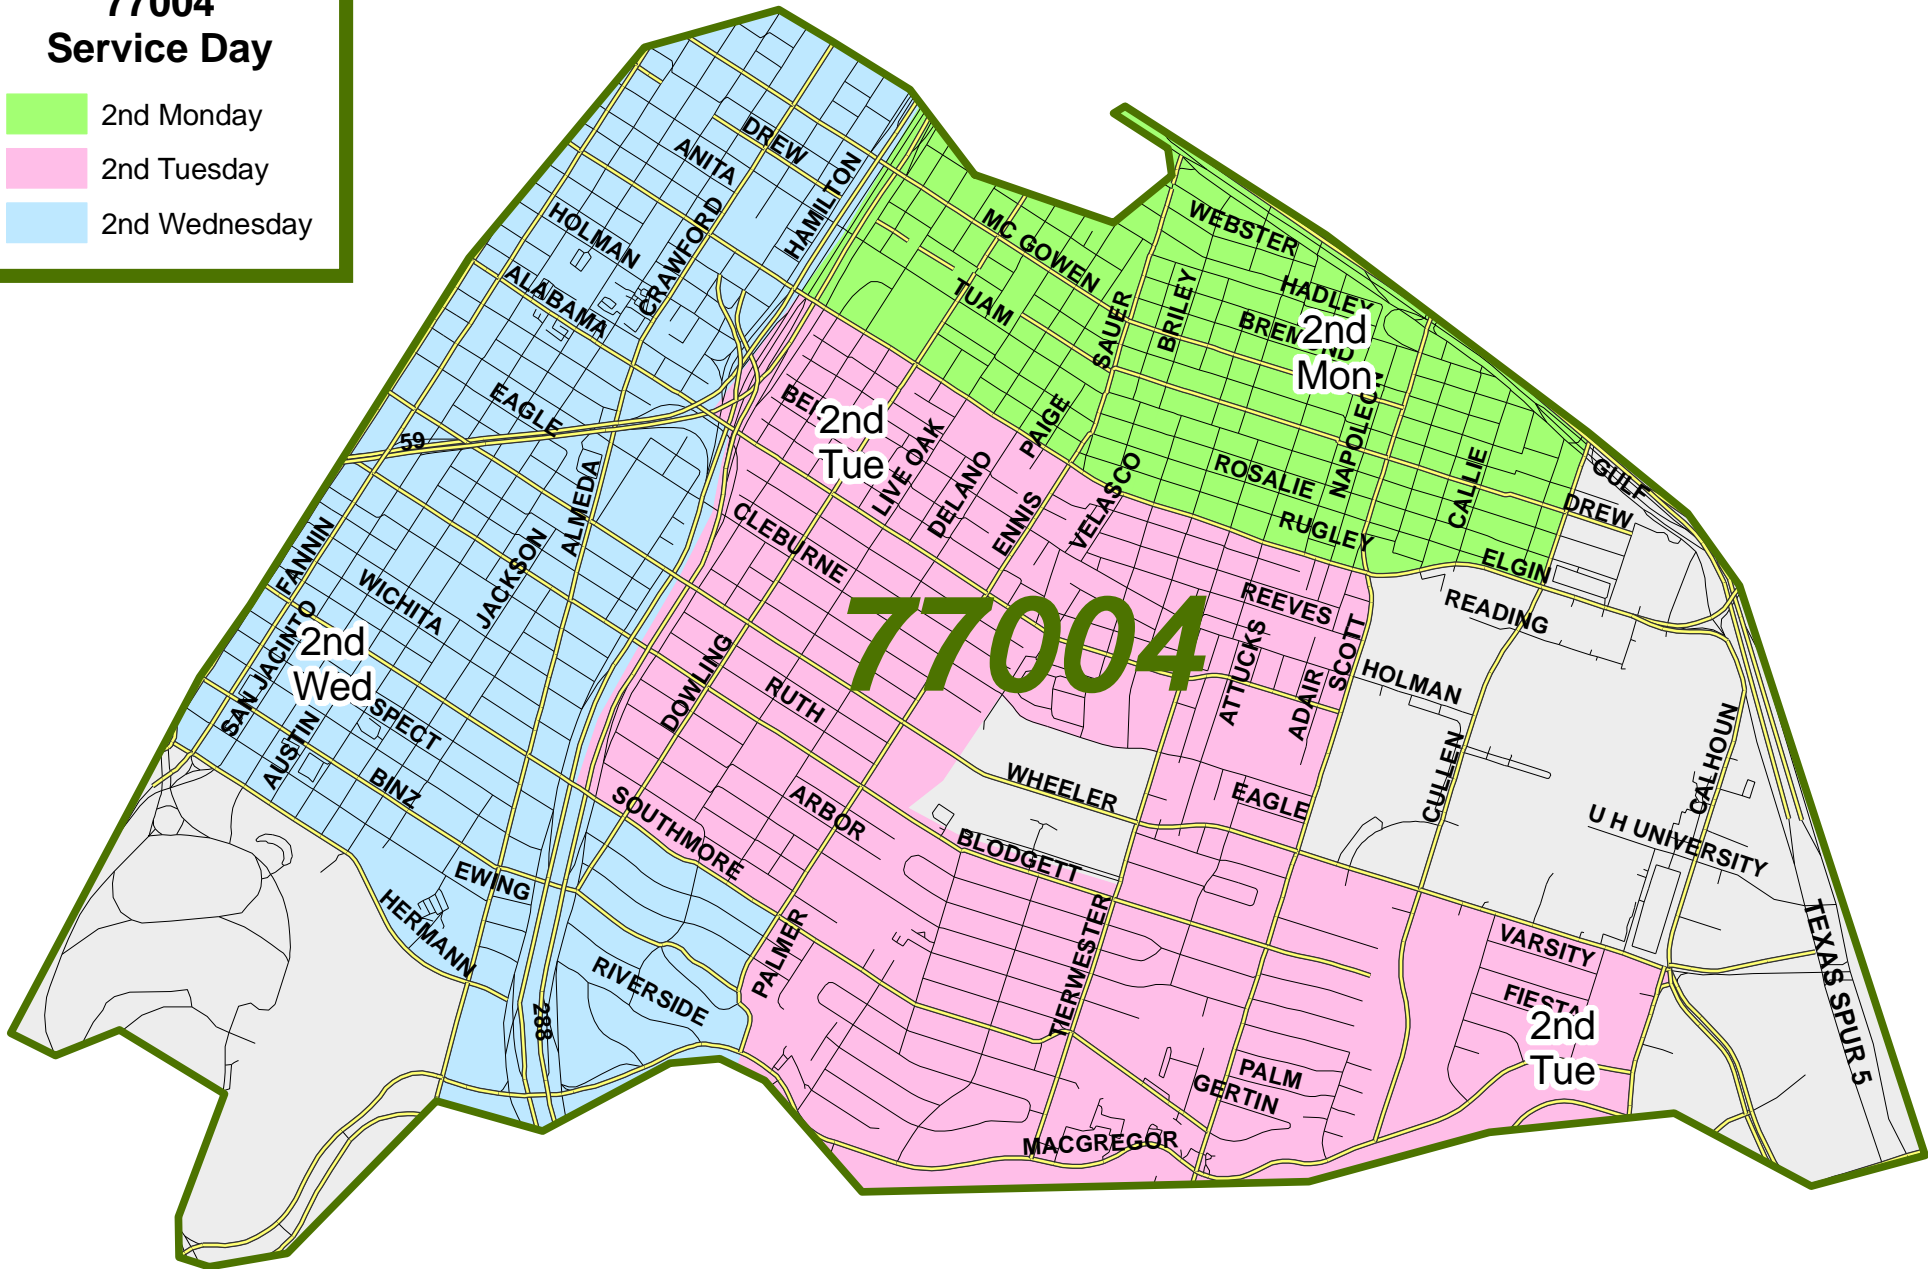 77004
Service Day
2nd Monday
2nd Tuesday
2nd Wednesday
DREW
ANITA
HAMILTON
CRAWFORD
HOLMAN
ALABAMA
EAGLE
59
MC GOWEN
TUAM
SAUER
BRILEY
WEBSTER
HADLEY
2nd
Mon
NAPOLEON
PAIGE
ROSALIE
RUGLEY
CALLIE
GULF
DREW
ELGIN
2nd
Tue
LIVE OAK
DELANO
ENNIS
VELASCO
CLEBURNE
ALMEDA
JACKSON
FANNIN
WICHITA
SAN JACINTO
2nd
Wed
SPECT
AUSTIN
BINZ
77004
REEVES
READING
ATTUCKS
SCOTT
ADAIR
HOLMAN
DOWLING
RUTH
WHEELER
EAGLE
CULLEN
CALHOUN
U H UNIVERSITY
ARBOR
SOUTHMORE
BLODGETT
EWING
HERMANN
PALMER
RIVERSIDE
288
TIERWESTER
VARSITY
FIESTA
2nd
Tue
TEXAS SPUR 5
PALM
GERTIN
MACGREGOR